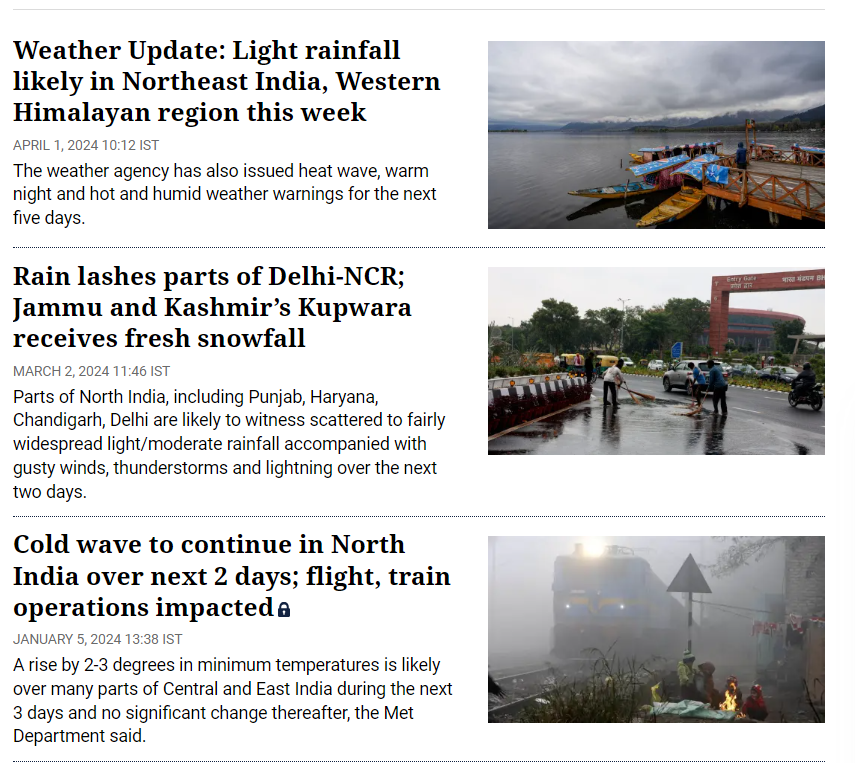 Weather Update: Light rainfall
likely in Northeast India, Western
Himalayan region this week
APRIL 1, 2024 10:12 IST
The weather agency has also issued heat wave, warm
night and hot and humid weather warnings for the next
five days.
Rain lashes parts of Delhi-NCR;
Jammu and Kashmir’s Kupwara
receives fresh snowfall
MARCH 2, 2024 11:46 IST
Parts of North India, including Punjab, Haryana,
Chandigarh, Delhi are likely to witness scattered to fairly
widespread light/moderate rainfall accompanied with
gusty winds, thunderstorms and lightning over the next
two days.
Entry Gate
Cold wave to continue in North
India over next 2 days; flight, train
operations impacted
JANUARY 5, 2024 13:38 IST
A rise by 2-3 degrees in minimum temperatures is likely
over many parts of Central and East India during the next
3 days and no significant change thereafter, the Met
Department said.